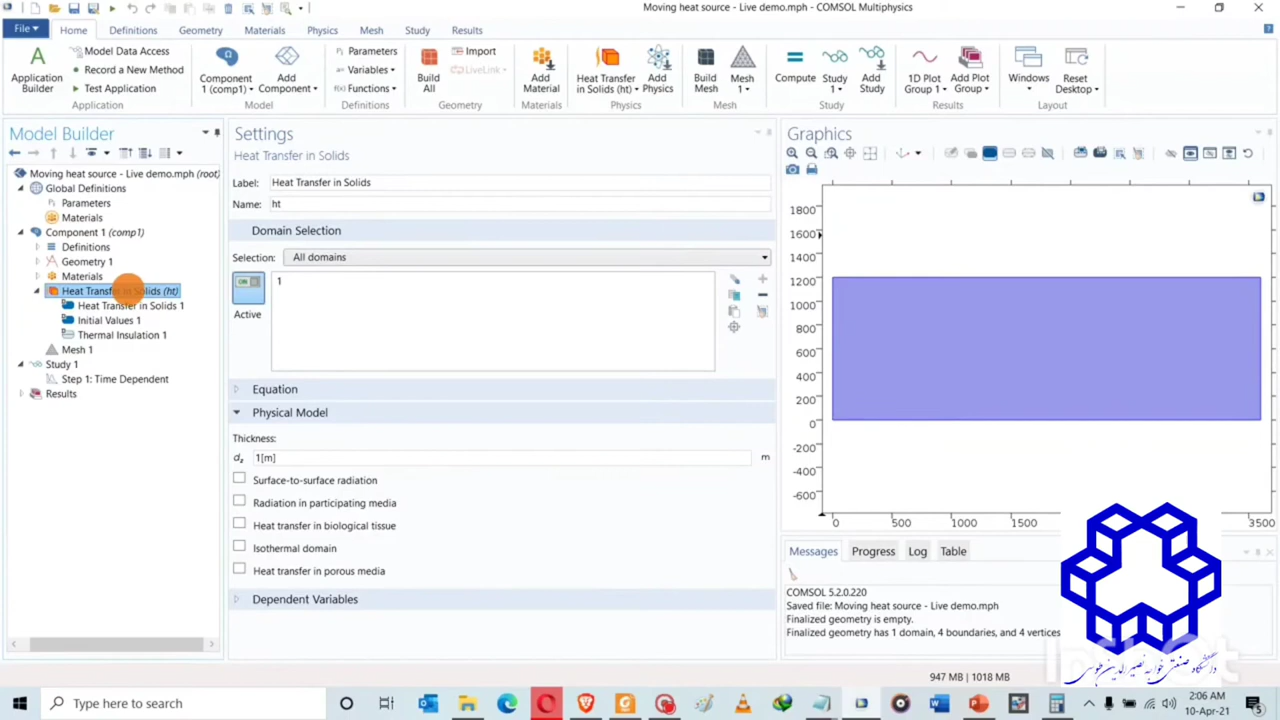 Moving heat source - Live demo.mph - COMSOL Multiphysics
File Home Definitions Geometry Materials Physics Mesh Study Results
Application Builder
Model Data Access
Record a New Method
Test Application
Application
Component 1 (comp1)
Add Component
Model
Parameters
Variables
f(x) Functions
Definitions
Build All
Import
LiveLink
Geometry
Add Material
Materials
Heat Transfer in Solids (ht)
Add Physics
Physics
Build Mesh
Mesh 1
Mesh
Compute
Study 1
Add Study
Study
1D Plot Group 1
Add Plot Group
Results
Windows
Reset Desktop
Layout
Model Builder
Moving heat source - Live demo.mph (root)
Global Definitions
Parameters
Materials
Component 1 (comp1)
Definitions
Geometry 1
Materials
Heat Transfer in Solids (ht)
Heat Transfer in Solids 1
Initial Values 1
Thermal Insulation 1
Mesh 1
Study 1
Step 1: Time Dependent
Results
Settings
Heat Transfer in Solids
Label: Heat Transfer in Solids
Name: ht
Domain Selection
Selection: All domains
ON
Active
1
Equation
Physical Model
Thickness:
dz 1[m] m
Surface-to-surface radiation
Radiation in participating media
Heat transfer in biological tissue
Isothermal domain
Heat transfer in porous media
Dependent Variables
Graphics
1800
1600
1400
1200
1000
800
600
400
200
0
-200
-400
-600
0 500 1000 1500 3500
Messages Progress Log Table
COMSOL 5.2.0.220
Saved file: Moving heat source - Live demo.mph
Finalized geometry is empty.
Finalized geometry has 1 domain, 4 boundaries, and 4 vertices
947 MB | 1018 MB
Type here to search
2:06 AM
10-Apr-21
5